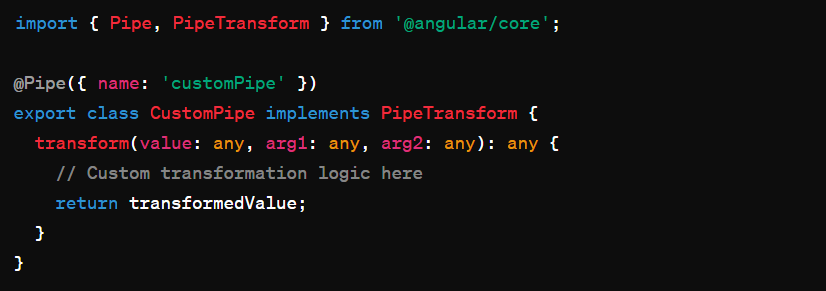 import { Pipe, PipeTransform } from '@angular/core';
@Pipe({ name: 'customPipe' })
export class CustomPipe implements PipeTransform {
  transform(value: any, arg1: any, arg2: any): any {
    // Custom transformation logic here
    return transformedValue;
  }
}